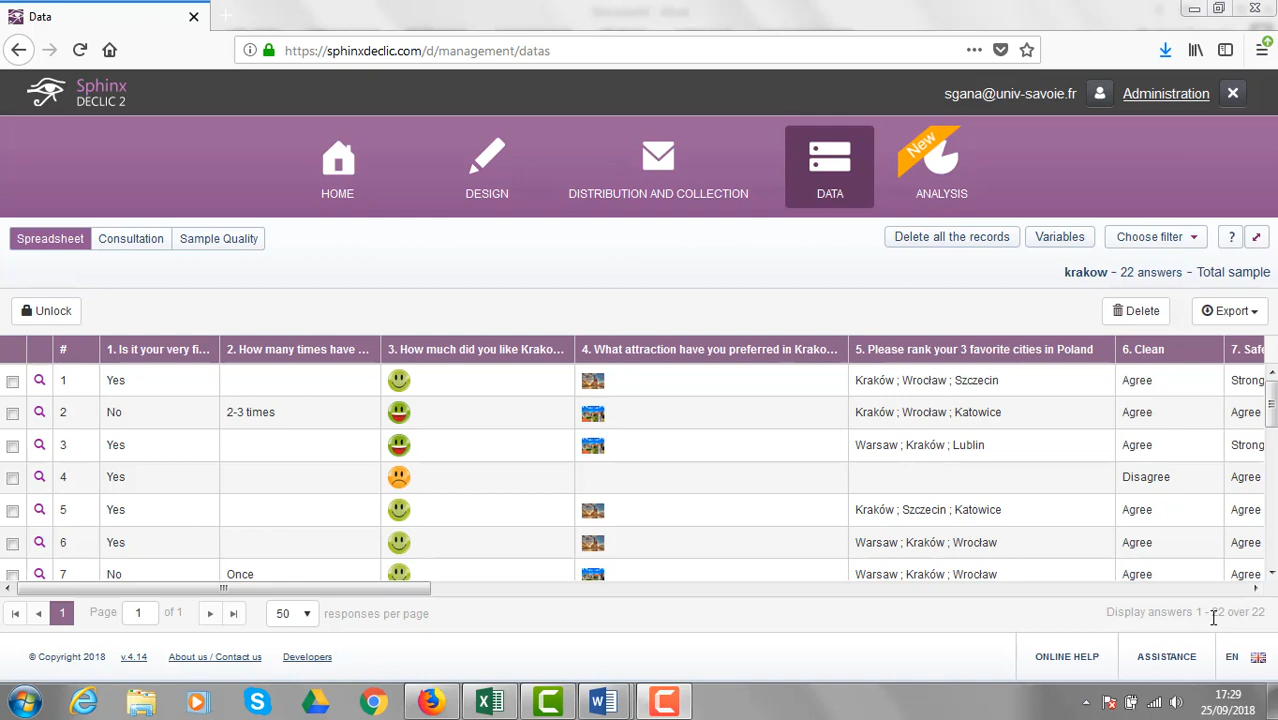 Data
https://sphinxdeclic.com/d/management/datas
Sphinx
DECLIC 2
sgana@univ-savoie.fr Administration
New
HOME DESIGN DISTRIBUTION AND COLLECTION DATA ANALYSIS
Spreadsheet Consultation Sample Quality Delete all the records Variables Choose filter ?
krakow - 22 answers - Total sample
Unlock Delete Export
# 1. Is it your very fi... 2. How many times have ... 3. How much did you like Krako... 4. What attraction have you preferred in Krako... 5. Please rank your 3 favorite cities in Poland 6. Clean 7. Safe
1 Yes Kraków ; Wrocław ; Szczecin Agree Strong
2 No 2-3 times Kraków ; Wrocław ; Katowice Agree Agree
3 Yes Warsaw ; Kraków ; Lublin Agree Strong
4 Yes Disagree Agree
5 Yes Kraków ; Szczecin ; Katowice Agree Agree
6 Yes Warsaw ; Kraków ; Wrocław Agree Agree
7 No Once Warsaw ; Kraków ; Wrocław Agree Agree
1 Page 1 of 1 50 responses per page Display answers 1 - 22 over 22
© Copyright 2018 v.4.14 About us / Contact us Developers ONLINE HELP ASSISTANCE EN
17:29
25/09/2018